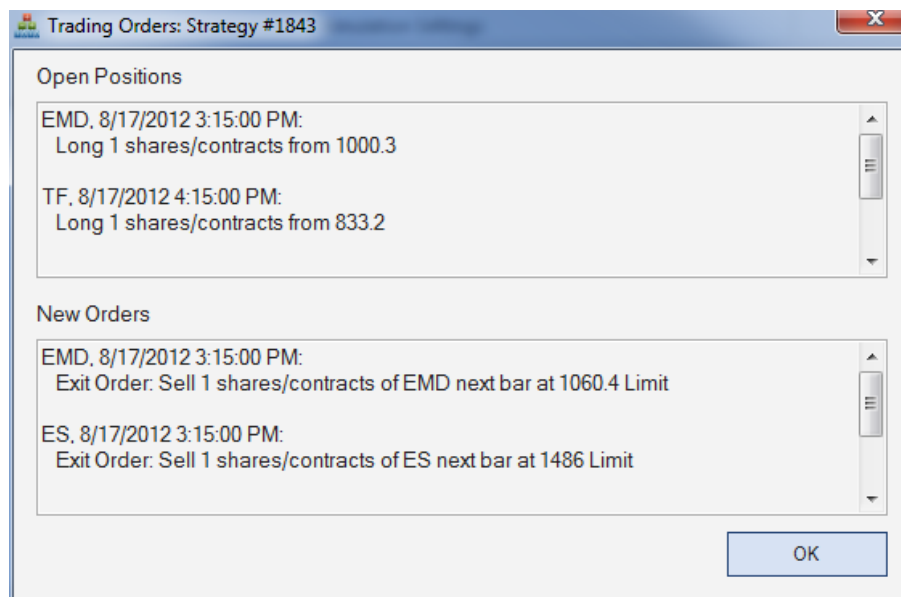 Trading Orders: Strategy #1843
Open Positions
EMD, 8/17/2012 3:15:00 PM:
Long 1 shares/contracts from 1000.3
TF, 8/17/2012 4:15:00 PM:
Long 1 shares/contracts from 833.2
New Orders
EMD, 8/17/2012 3:15:00 PM:
Exit Order: Sell 1 shares/contracts of EMD next bar at 1060.4 Limit
ES, 8/17/2012 3:15:00 PM:
Exit Order: Sell 1 shares/contracts of ES next bar at 1486 Limit
OK